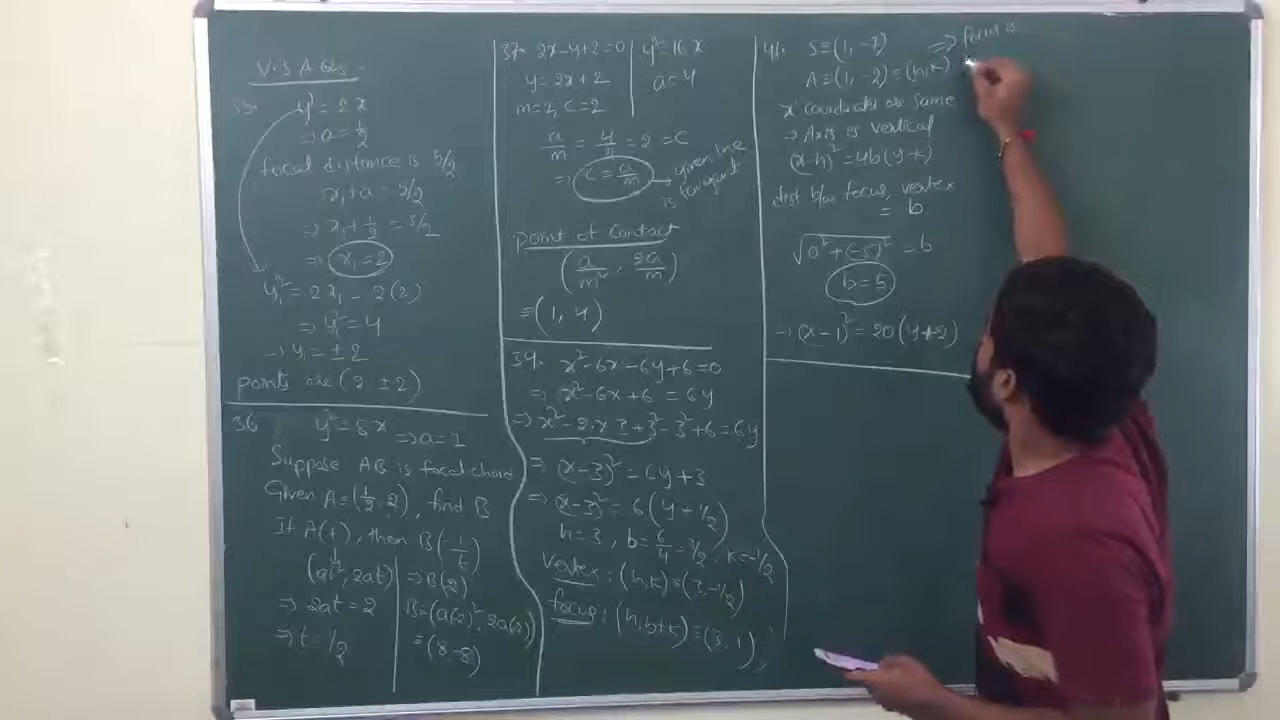 V.S A Qs
35. y² = 2x
⇒ a = 1/2
focal distance is 5/2
x₁ + a = 5/2
⇒ x₁ + 1/2 = 5/2
⇒ x₁ = 2
y₁² = 2x₁ = 2(2)
⇒ y₁² = 4
→ y₁ = ± 2
points are (2 ±2)
36 y² = 8x ⇒ a = 2
Suppose AB is focal chord
Given A = (1/2, 2), find B
If A(t), then B(-1/t)
(at², 2at)
⇒ 2at = 2
⇒ t = 1/2
⇒ B(2)
B = (a(2)², 2a(2))
= (8 -8)
37. 2x-y+2=0
y = 2x+2
m=2, c=2
y² = 16x
a = 4
a/m = 4/2 = 2 = c
⇒ c = a/m → given line is tangent
point of contact
(a/m², 2a/m)
≡ (1, 4)
39. x²-6x-6y+6=0
⇒ x²-6x+6 = 6y
⇒ x²-2·x 3+3²-3²+6 = 6y
⇒ (x-3)² = 6y+3
⇒ (x-3)² = 6(y+1/2)
h=3, b=6/4=3/2, k=-1/2
Vertex: (h,k)=(3,-1/2)
focus: (h,b+k)=(3,1),
41. S≡(1,-7)
A≡(1,-2)≡(h,k)
x coordinates are same
⇒ Axis is vertical
(x-h)² = 4b(y-k)
dist b/w focus, vertex
= b
√0²+(-5)² = b
b = 5
→ (x-1)² = 20(y+2)
⇒ focus is